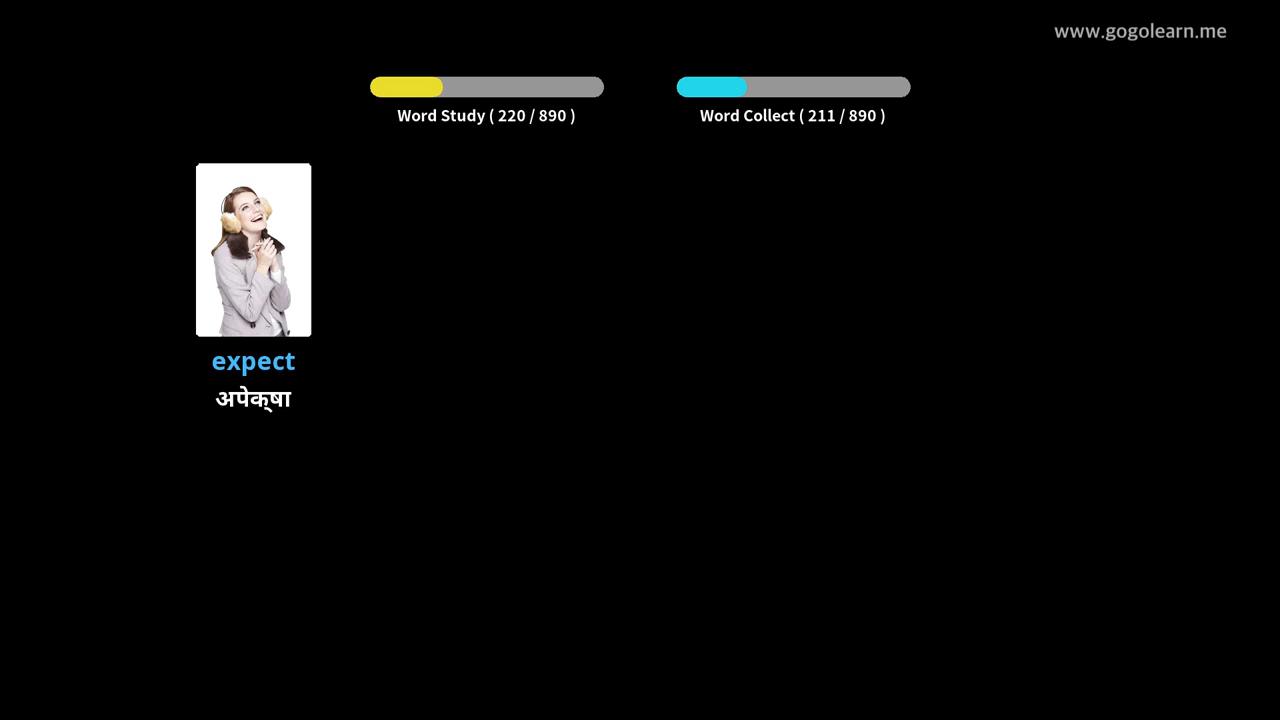 www.gogolearn.me
Word Study ( 220 / 890 )
Word Collect ( 211 / 890 )
expect
अपेक्षा